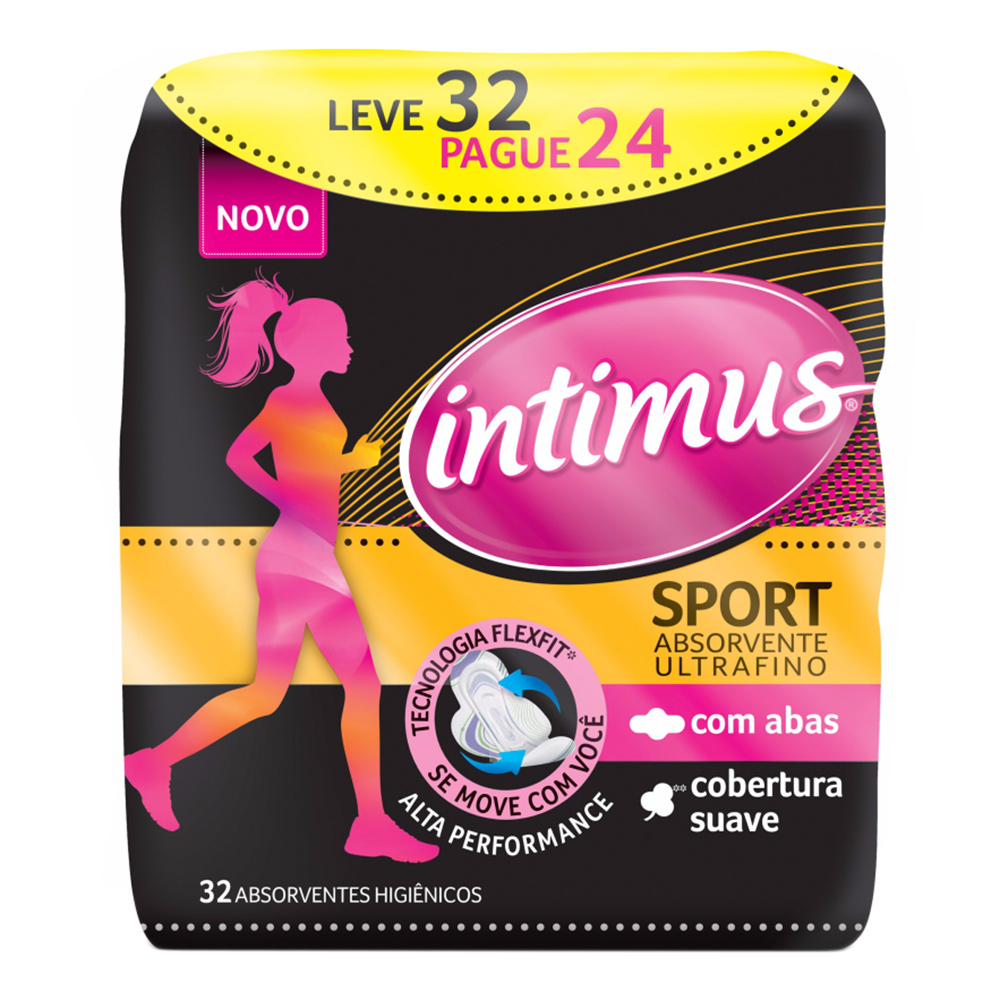 LEVE 32
PAGUE 24
NOVO
intimus®
SPORT
ABSORVENTE
ULTRAFINO
TECNOLOGIA FLEXFIT*
SE MOVE COM VOCÊ
ALTA PERFORMANCE
com abas
**cobertura
suave
32 ABSORVENTES HIGIÊNICOS